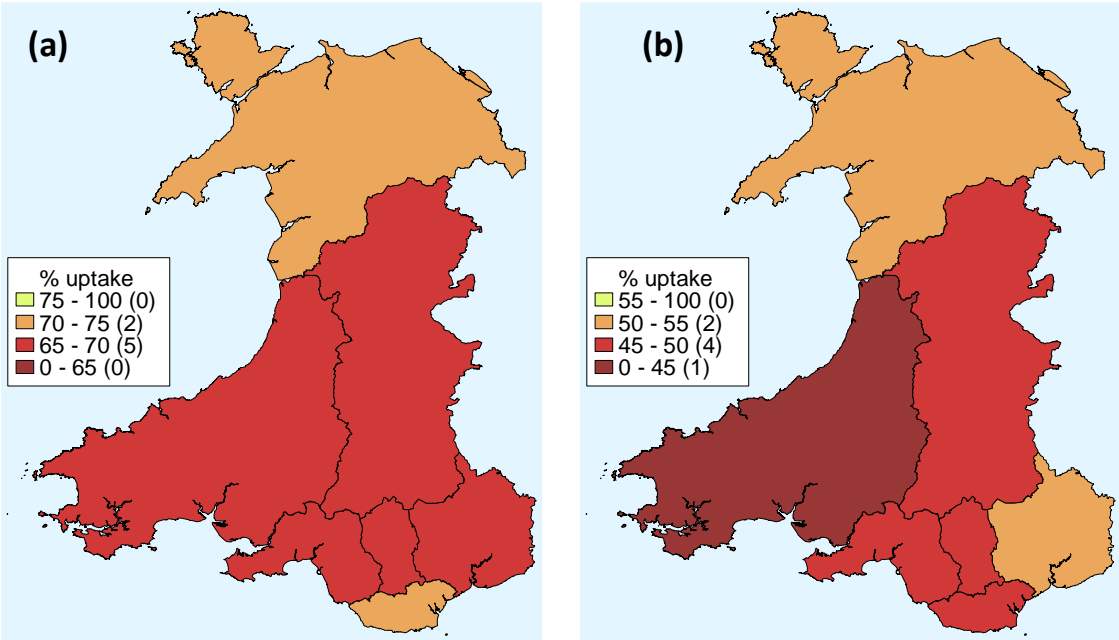 (a)
% uptake
75 - 100 (0)
70 - 75 (2)
65 - 70 (5)
0 - 65 (0)
(b)
% uptake
55 - 100 (0)
50 - 55 (2)
45 - 50 (4)
0 - 45 (1)